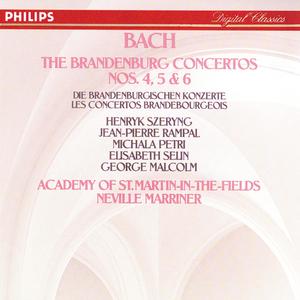 PHILIPS
Digital Classics
BACH
THE BRANDENBURG CONCERTOS
NOS. 4, 5 & 6
DIE BRANDENBURGISCHEN KONZERTE
LES CONCERTOS BRANDEBOURGEOIS
HENRYK SZERYNG
JEAN-PIERRE RAMPAL
MICHALA PETRI
ELISABETH SELIN
GEORGE MALCOLM
ACADEMY OF ST. MARTIN-IN-THE-FIELDS
NEVILLE MARRINER